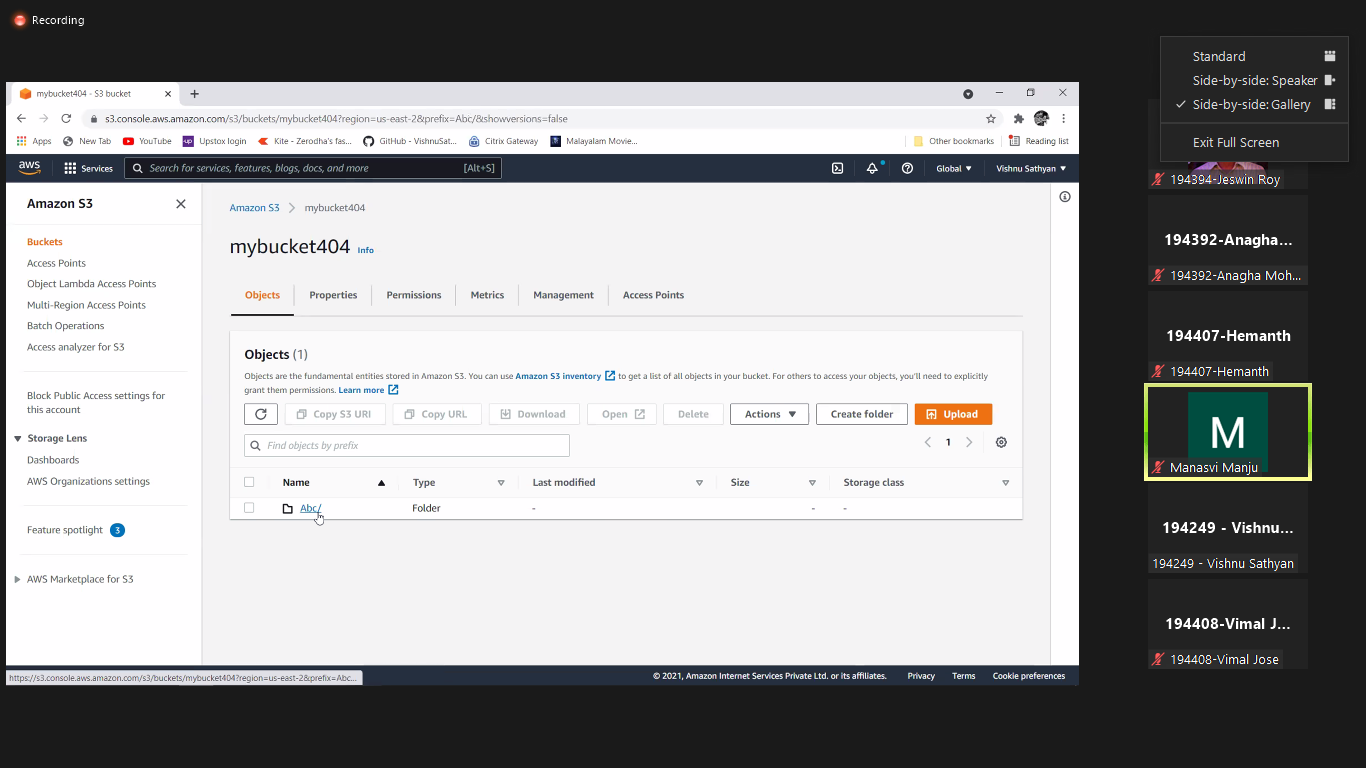 Recording
Standard
Side-by-side: Speaker
Side-by-side: Gallery
Exit Full Screen
mybucket404 - S3 bucket
s3.console.aws.amazon.com/s3/buckets/mybucket404?region=us-east-2&prefix=Abc/&showversions=false
Apps New Tab YouTube Upstox login Kite - Zerodha's fas... GitHub - VishnuSat... Citrix Gateway Malayalam Movie... Other bookmarks Reading list
aws Services Search for services, features, blogs, docs, and more [Alt+S] Global Vishnu Sathyan
Amazon S3
Buckets
Access Points
Object Lambda Access Points
Multi-Region Access Points
Batch Operations
Access analyzer for S3
Block Public Access settings for
this account
Storage Lens
Dashboards
AWS Organizations settings
Feature spotlight 3
AWS Marketplace for S3
Amazon S3 mybucket404
mybucket404 Info
Objects Properties Permissions Metrics Management Access Points
Objects (1)
Objects are the fundamental entities stored in Amazon S3. You can use Amazon S3 inventory to get a list of all objects in your bucket. For others to access your objects, you'll need to explicitly
grant them permissions. Learn more
Copy S3 URI Copy URL Download Open Delete Actions Create folder Upload
Find objects by prefix 1
Name Type Last modified Size Storage class
Abc/ Folder - - -
https://s3.console.aws.amazon.com/s3/buckets/mybucket404?region=us-east-2&prefix=Abc...
© 2021, Amazon Internet Services Private Ltd. or its affiliates. Privacy Terms Cookie preferences
194394-Jeswin Roy
194392-Anagha...
194392-Anagha Moh...
194407-Hemanth
194407-Hemanth
M
Manasvi Manju
194249 - Vishnu...
194249 - Vishnu Sathyan
194408-Vimal J...
194408-Vimal Jose